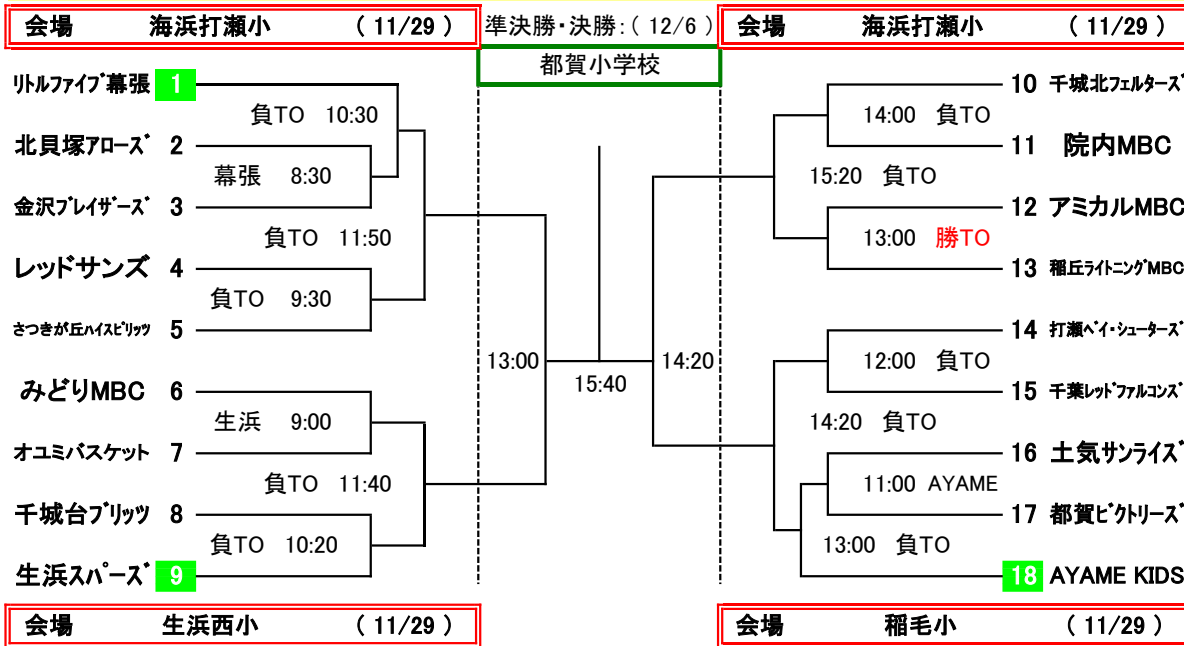 会場 海浜打瀬小 ( 11/29 )
準決勝・決勝:( 12/6 )
都賀小学校
会場 海浜打瀬小 ( 11/29 )
リトルファイブ幕張 1
負TO 10:30
北貝塚アローズ 2
幕張 8:30
金沢ブレイザーズ 3
負TO 11:50
レッドサンズ 4
負TO 9:30
さつきが丘ハイスピリッツ 5
みどりMBC 6
生浜 9:00
オユミバスケット 7
負TO 11:40
千城台ブリッツ 8
負TO 10:20
生浜スパーズ 9
会場 生浜西小 ( 11/29 )
13:00
15:40
14:20
10 千城北フェルターズ
14:00 負TO
11 院内MBC
15:20 負TO
12 アミカルMBC
13:00 勝TO
13 稲丘ライトニングMBC
14 打瀬ベイ・シューターズ
12:00 負TO
15 千葉レッドファルコンズ
14:20 負TO
16 土気サンライズ
11:00 AYAME
17 都賀ビクトリーズ
13:00 負TO
18 AYAME KIDS
会場 稲毛小 ( 11/29 )